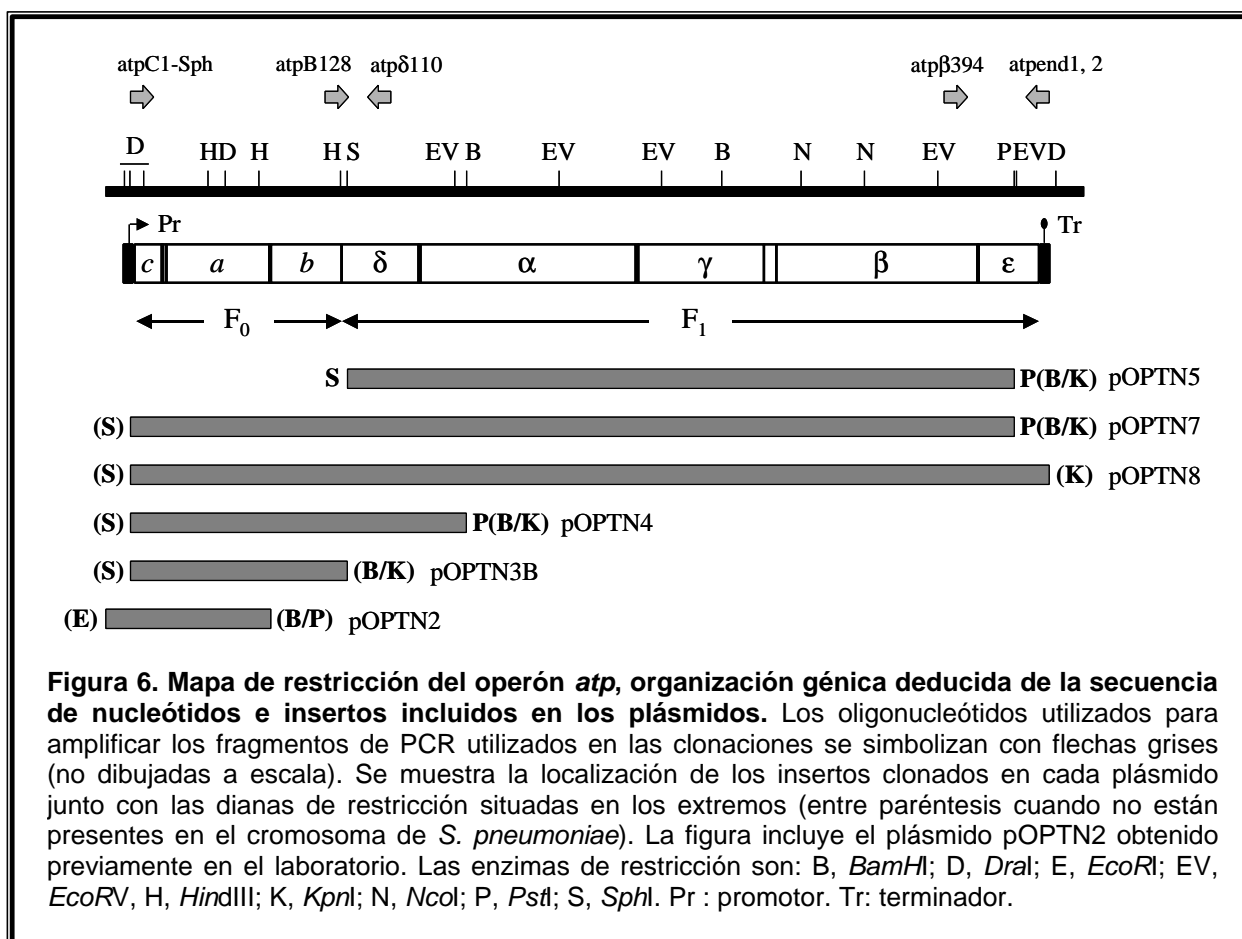 atpC1-Sph atpB128 atpδ110 atpβ394 atpend1, 2
D HD H H S EV B EV EV B N N EV P EV D
Pr Tr
c a b δ α γ β ε
F0 F1
S P(B/K) pOPTN5
(S) P(B/K) pOPTN7
(S) (K) pOPTN8
(S) P(B/K) pOPTN4
(S) (B/K) pOPTN3B
(E) (B/P) pOPTN2
Figura 6. Mapa de restricción del operón atp, organización génica deducida de la secuencia
de nucleótidos e insertos incluidos en los plásmidos. Los oligonucleótidos utilizados para
amplificar los fragmentos de PCR utilizados en las clonaciones se simbolizan con flechas grises
(no dibujadas a escala). Se muestra la localización de los insertos clonados en cada plásmido
junto con las dianas de restricción situadas en los extremos (entre paréntesis cuando no están
presentes en el cromosoma de S. pneumoniae). La figura incluye el plásmido pOPTN2 obtenido
previamente en el laboratorio. Las enzimas de restricción son: B, BamHI; D, DraI; E, EcoRI; EV,
EcoRV, H, HindIII; K, KpnI; N, NcoI; P, PstI; S, SphI. Pr : promotor. Tr: terminador.